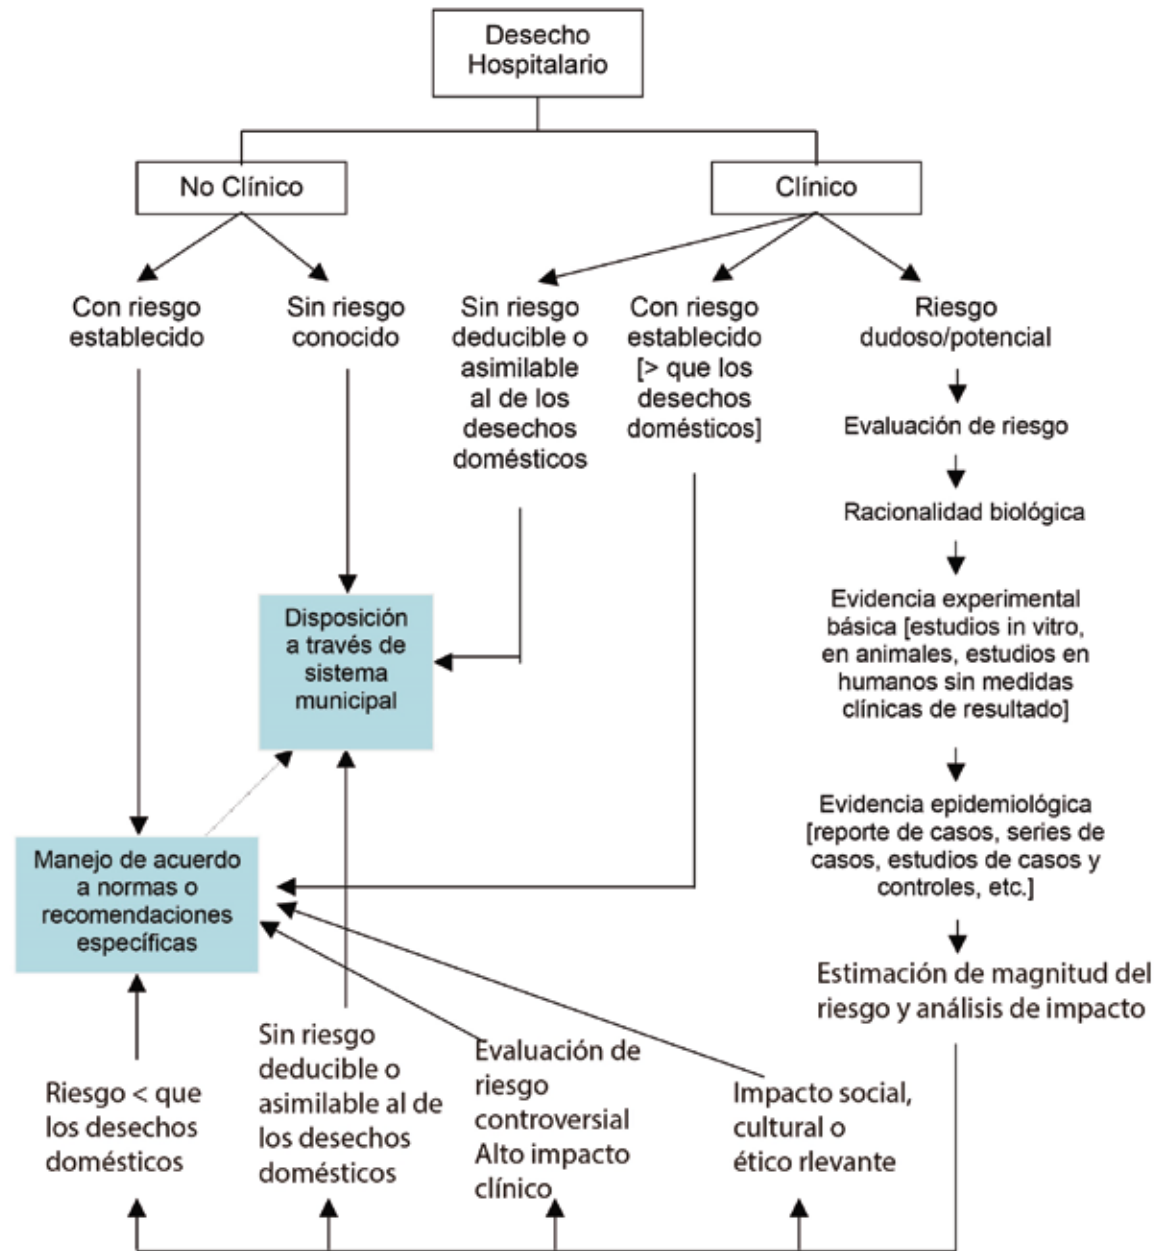 Desecho
Hospitalario
No Clínico
Clínico
Con riesgo
establecido
Sin riesgo
conocido
Sin riesgo
deducible o
asimilable
al de los
desechos
domésticos
Con riesgo
establecido
[> que los
desechos
domésticos]
Riesgo
dudoso/potencial
Evaluación de riesgo
Racionalidad biológica
Evidencia experimental
básica [estudios in vitro,
en animales, estudios en
humanos sin medidas
clínicas de resultado]
Evidencia epidemiológica
[reporte de casos, series de
casos, estudios de casos y
controles, etc.]
Estimación de magnitud del
riesgo y análisis de impacto
Disposición
a través de
sistema
municipal
Manejo de acuerdo
a normas o
recomendaciones
específicas
Riesgo < que
los desechos
domésticos
Sin riesgo
deducible o
asimilable al de
los desechos
domésticos
Evaluación de
riesgo
controversial
Alto impacto
clínico
Impacto social,
cultural o
ético rlevante